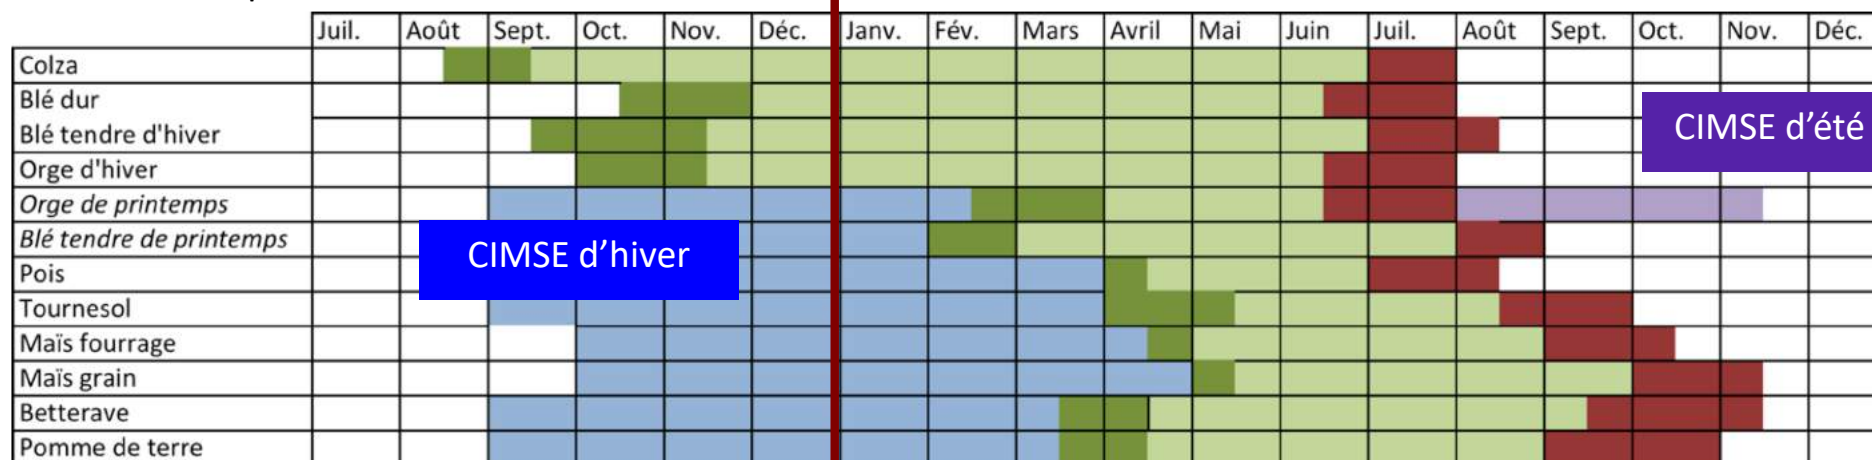 Juil. Août Sept. Oct. Nov. Déc. Janv. Fév. Mars Avril Mai Juin Juil. Août Sept. Oct. Nov. Déc.
Colza
Blé dur
CIMSE d'été
Blé tendre d'hiver
Orge d'hiver
Orge de printemps
Blé tendre de printemps
CIMSE d'hiver
Pois
Tournesol
Maïs fourrage
Maïs grain
Betterave
Pomme de terre